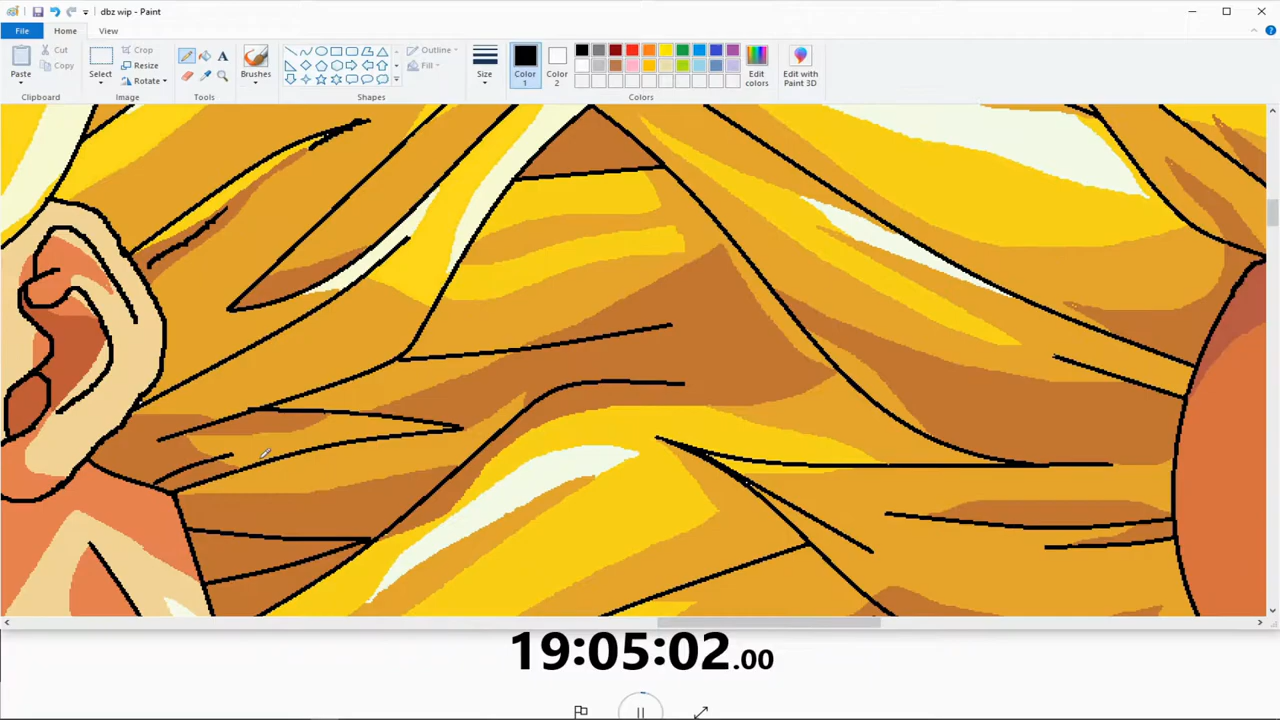 dbz wip - Paint
File Home View
Paste
Cut
Copy
Clipboard
Select
Crop
Resize
Rotate
Image
A
Tools
Brushes
Outline
Fill
Shapes
Size
Color
1
Color
2
Edit
colors
Colors
Edit with
Paint 3D
19:05:02.00